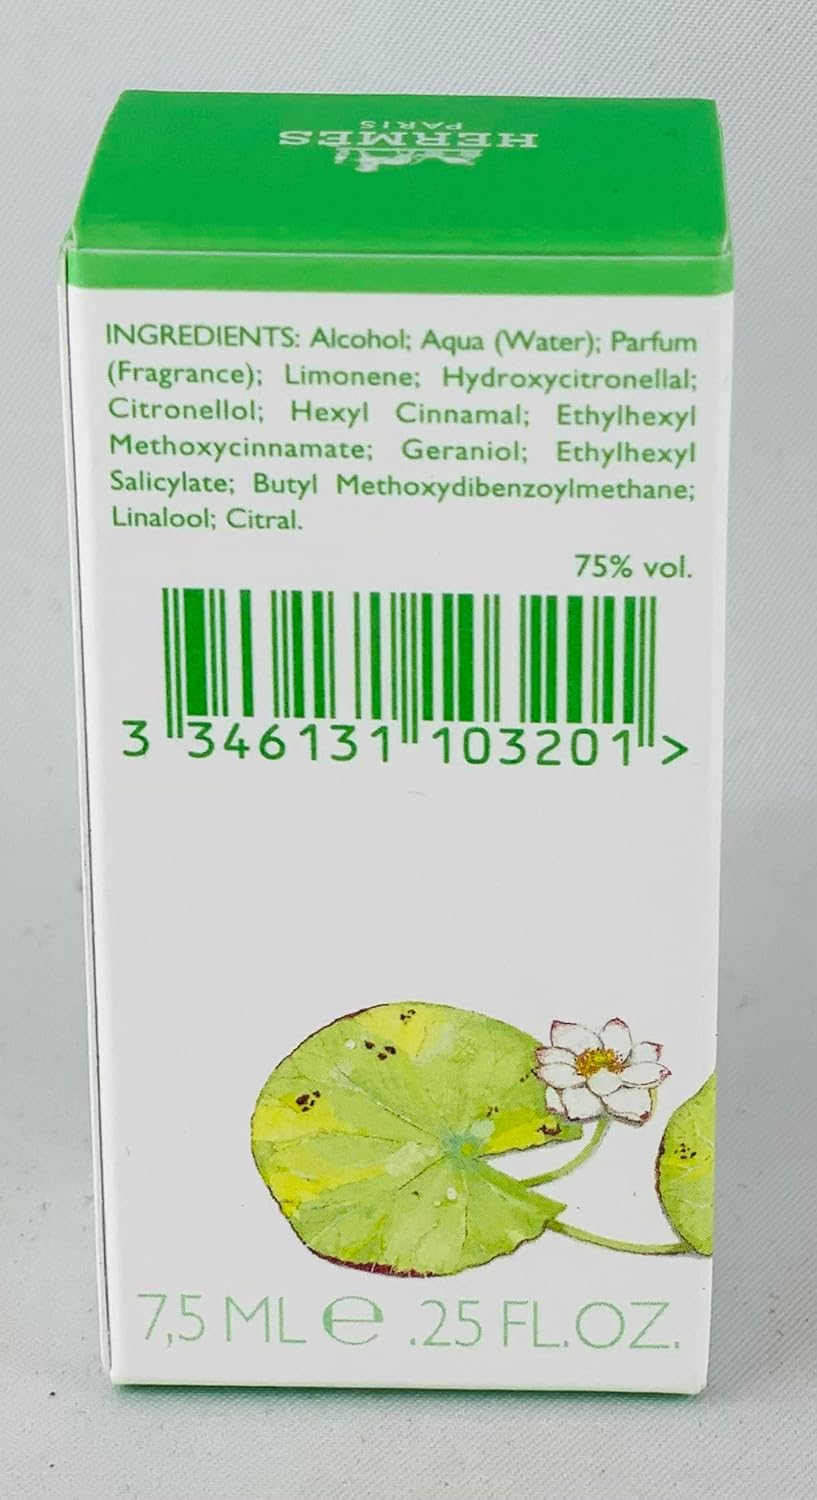 HERMÈS
PARIS
INGREDIENTS: Alcohol; Aqua (Water); Parfum
(Fragrance); Limonene; Hydroxycitronellal;
Citronellol; Hexyl Cinnamal; Ethylhexyl
Methoxycinnamate; Geraniol; Ethylhexyl
Salicylate; Butyl Methoxydibenzoylmethane;
Linalool; Citral.
75% vol.
3 346131 103201 >
7,5 ML e .25 FL.OZ.